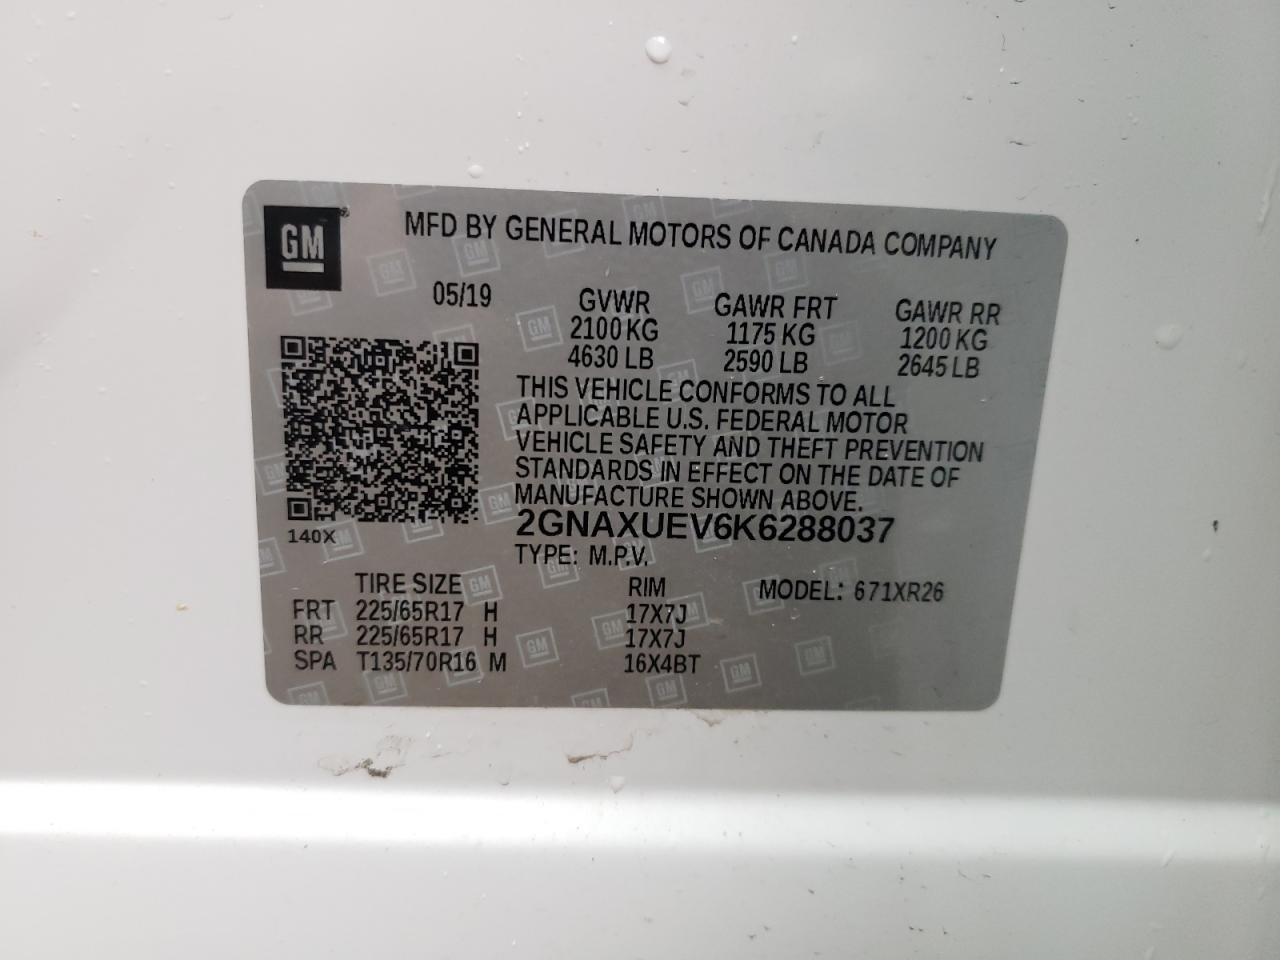 GM ® MFD BY GENERAL MOTORS OF CANADA COMPANY
05/19 GVWR GAWR FRT GAWR RR
2100 KG 1175 KG 1200 KG
4630 LB 2590 LB 2645 LB
THIS VEHICLE CONFORMS TO ALL
APPLICABLE U.S. FEDERAL MOTOR
VEHICLE SAFETY AND THEFT PREVENTION
STANDARDS IN EFFECT ON THE DATE OF
MANUFACTURE SHOWN ABOVE.
2GNAXUEV6K6288037
140X
TYPE: M.P.V.
TIRE SIZE RIM MODEL: 671XR26
FRT 225/65R17 H 17X7J
RR 225/65R17 H 17X7J
SPA T135/70R16 M 16X4BT